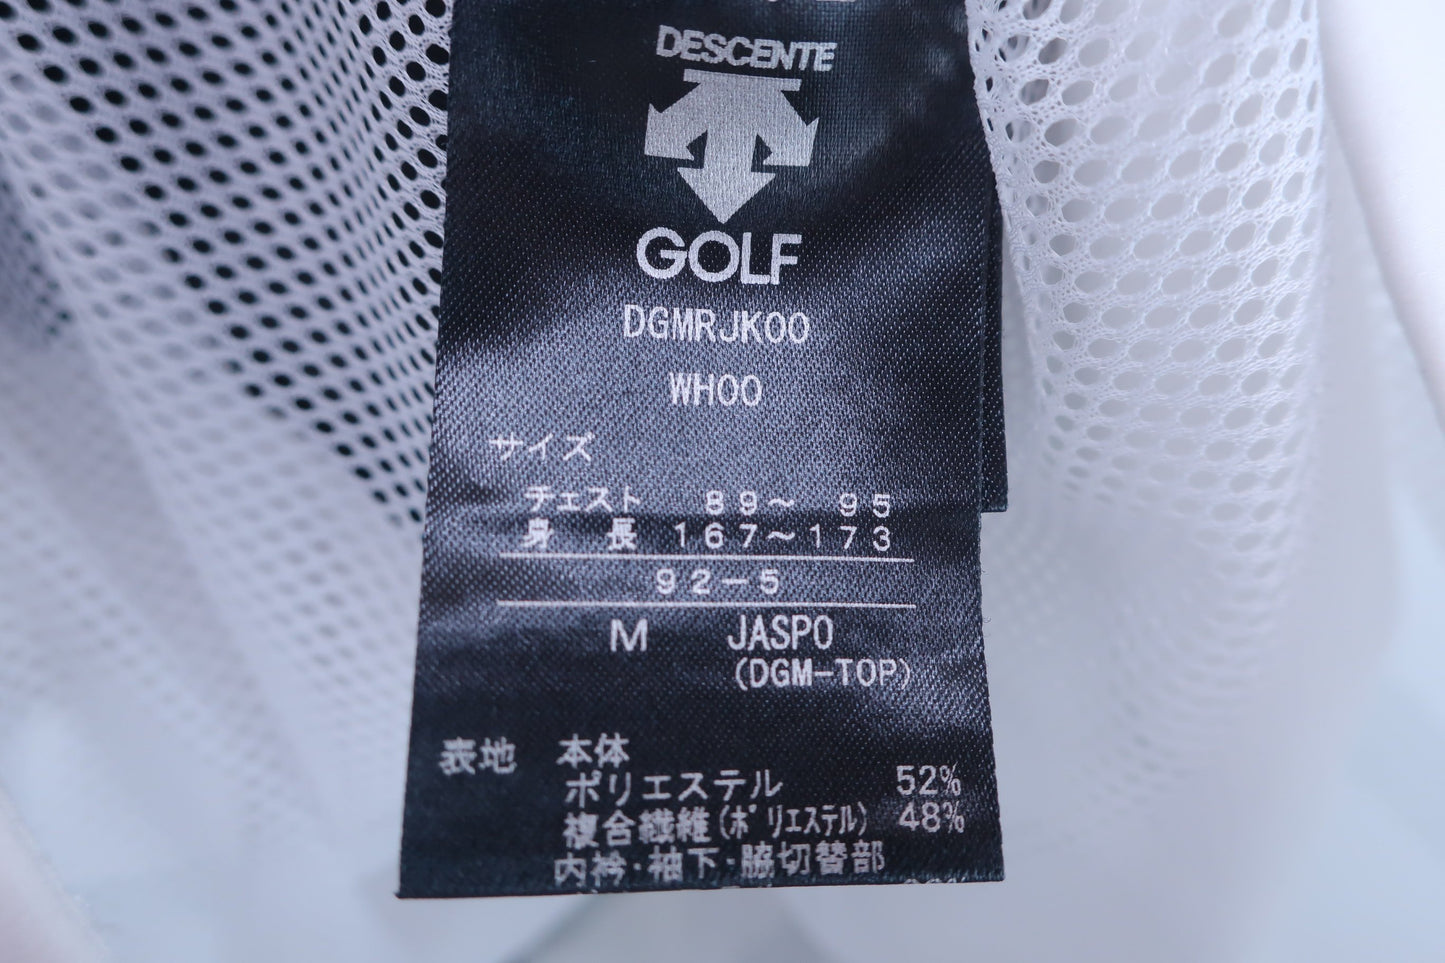 DESCENTE
GOLF
DGMRJK00
WH00
サイズ
チェスト 89～ 95
身 長 167～173
92-5
M JASPO
(DGM-TOP)
表地 本体
ポリエステル 52%
複合繊維(ポリエステル) 48%
内衿・袖下・脇切替部